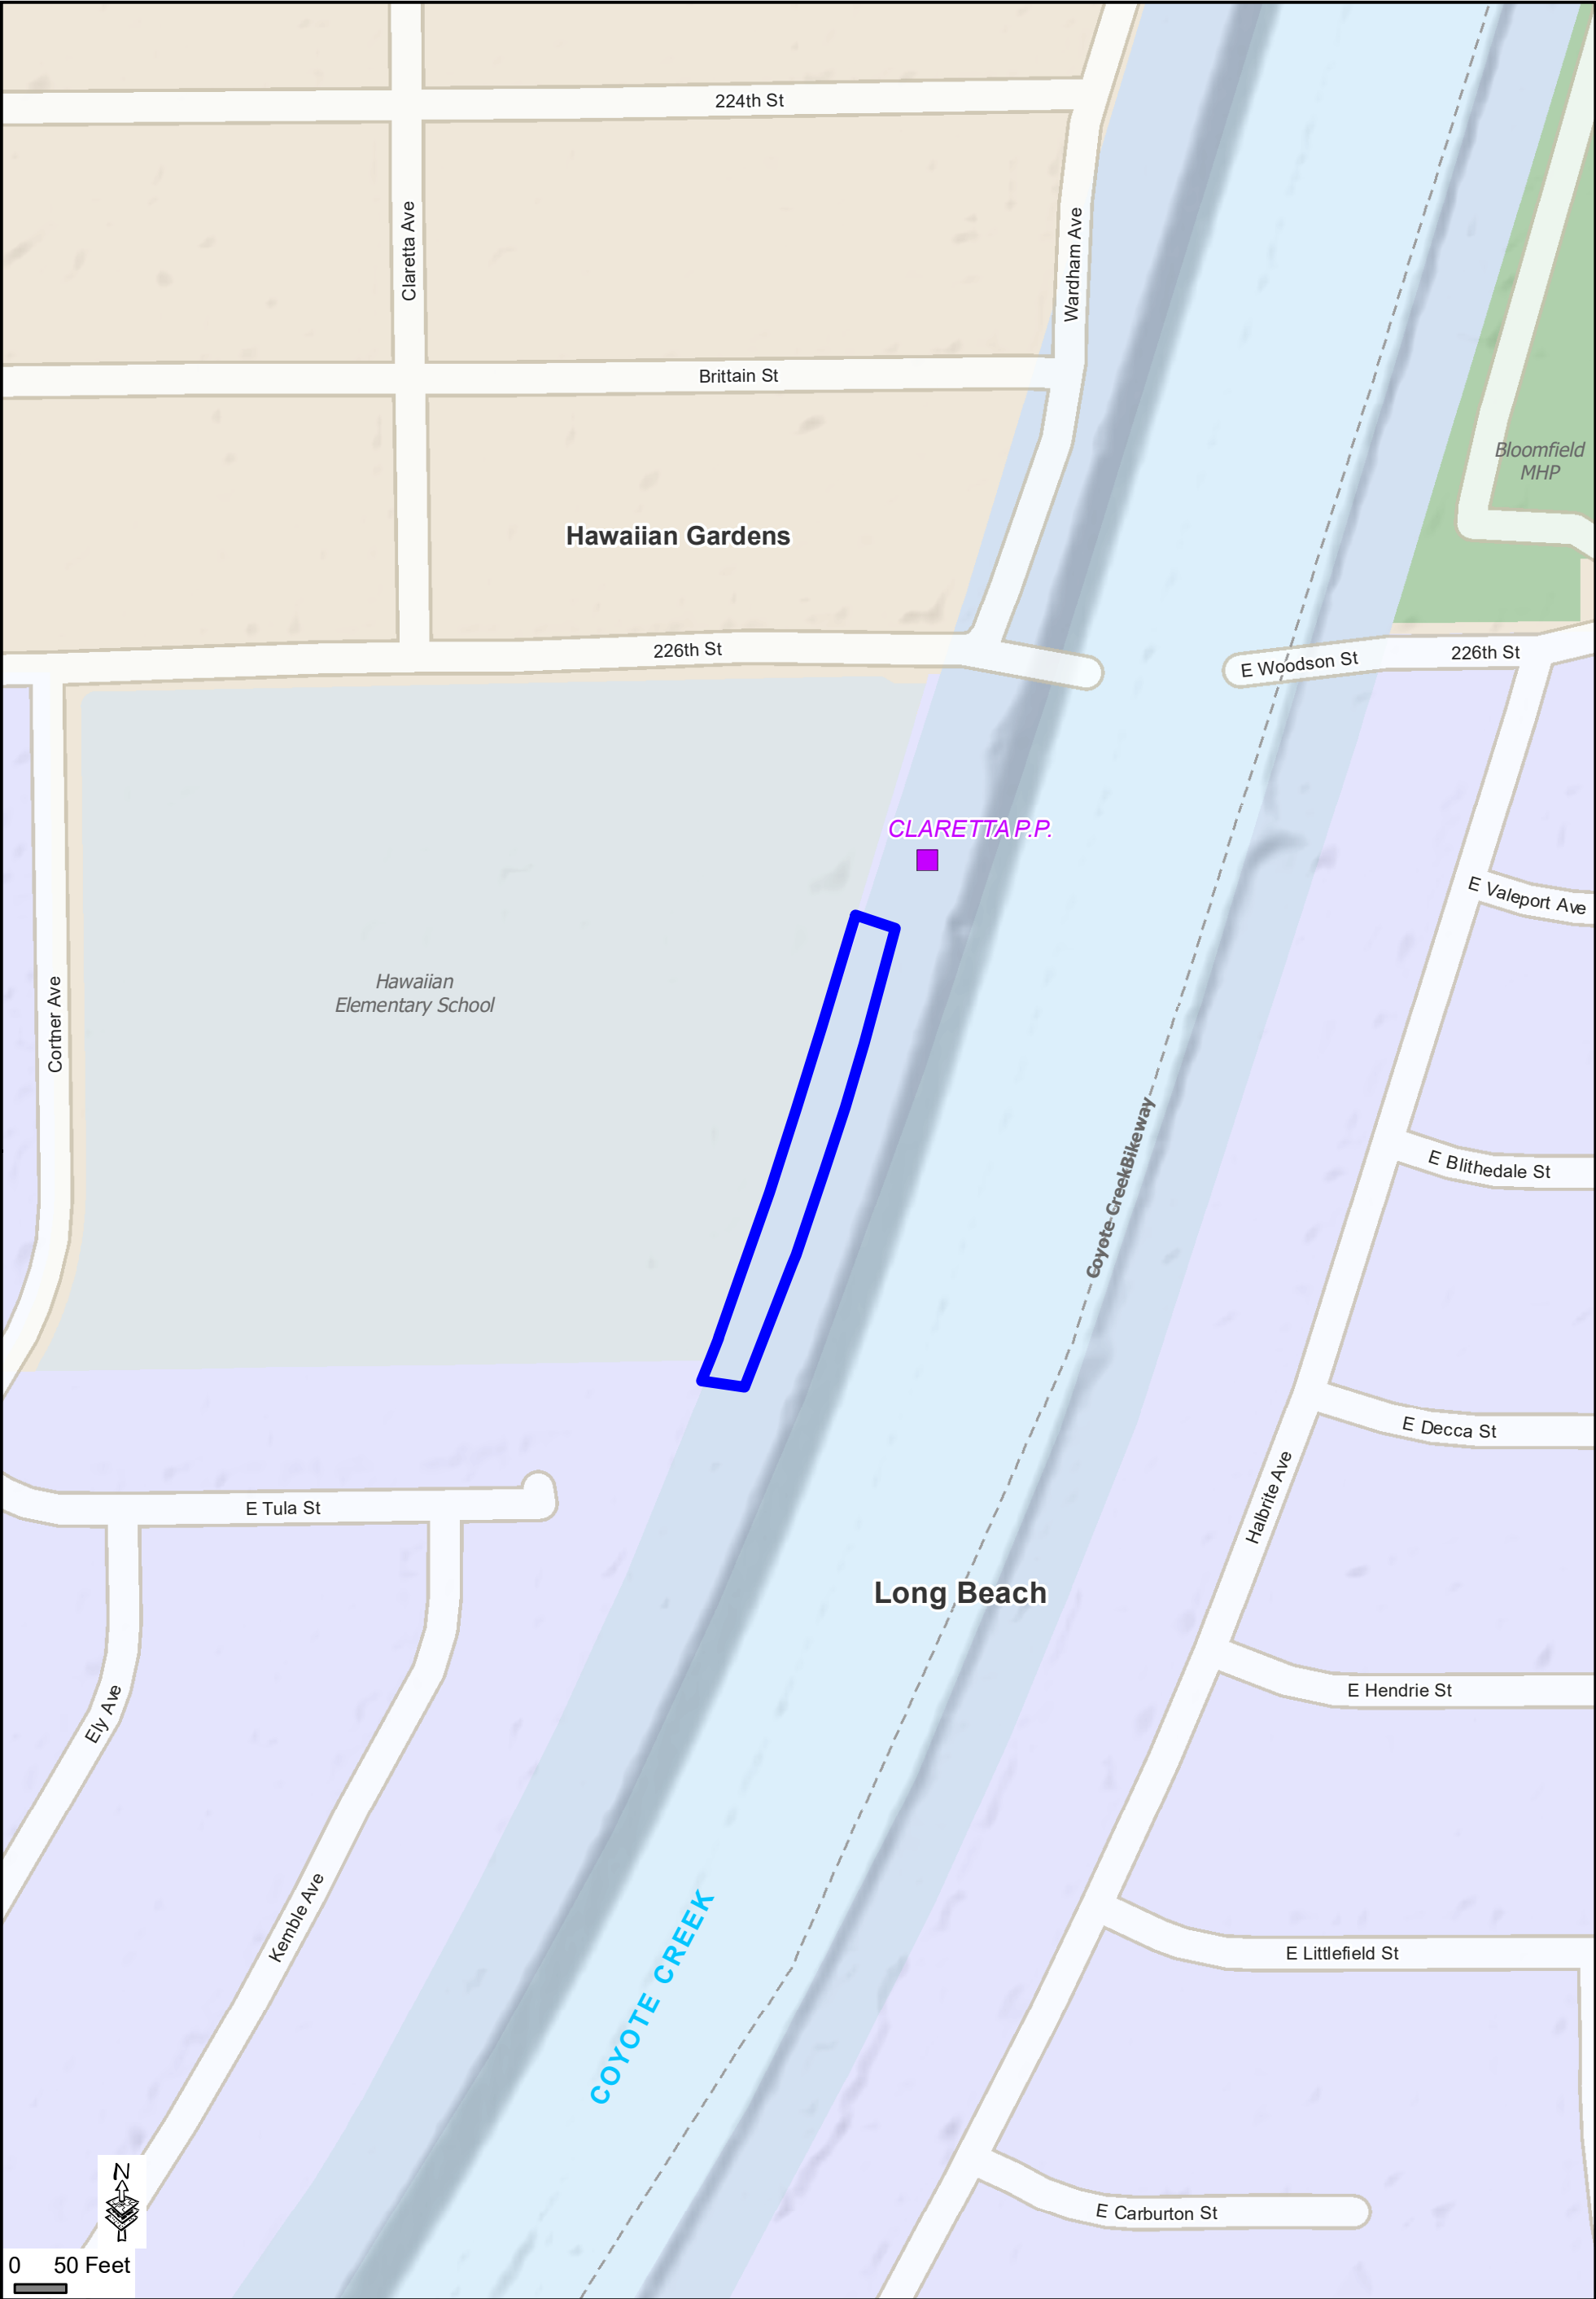 224th St
Claretta Ave
Wardham Ave
Brittain St
Bloomfield
MHP
Hawaiian Gardens
226th St
E Woodson St
226th St
CLARETTA P.P.
E Valeport Ave
Hawaiian
Elementary School
Cortner Ave
Coyote Creek Bikeway
E Blithedale St
E Decca St
Halbrite Ave
E Tula St
Long Beach
Ely Ave
E Hendrie St
Kemble Ave
COYOTE CREEK
E Littlefield St
N
E Carburton St
0 50 Feet